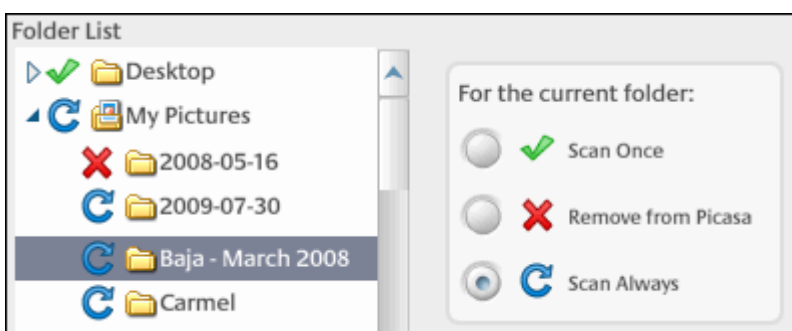 Folder List
Desktop
My Pictures
2008-05-16
2009-07-30
Baja - March 2008
Carmel
For the current folder:
Scan Once
Remove from Picasa
Scan Always